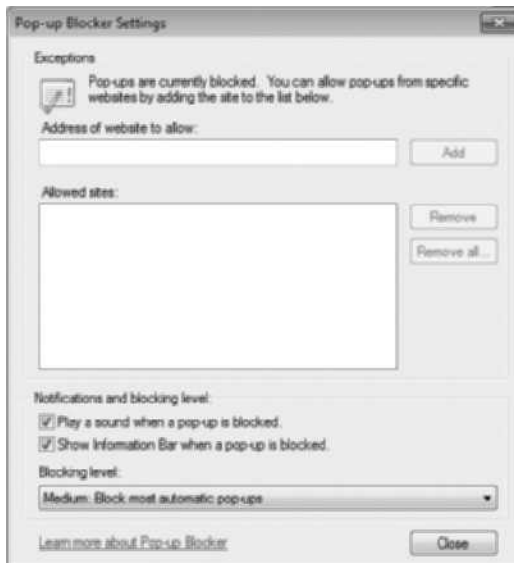 Pop-up Blocker Settings
Exceptions
Pop-ups are currently blocked. You can allow pop-ups from specific
websites by adding the site to the list below.
Address of website to allow:
Add
Allowed sites:
Remove
Remove all...
Notifications and blocking level:
Play a sound when a pop-up is blocked.
Show Information Bar when a pop-up is blocked.
Blocking level:
Medium: Block most automatic pop-ups
Learn more about Pop-up Blocker
Close